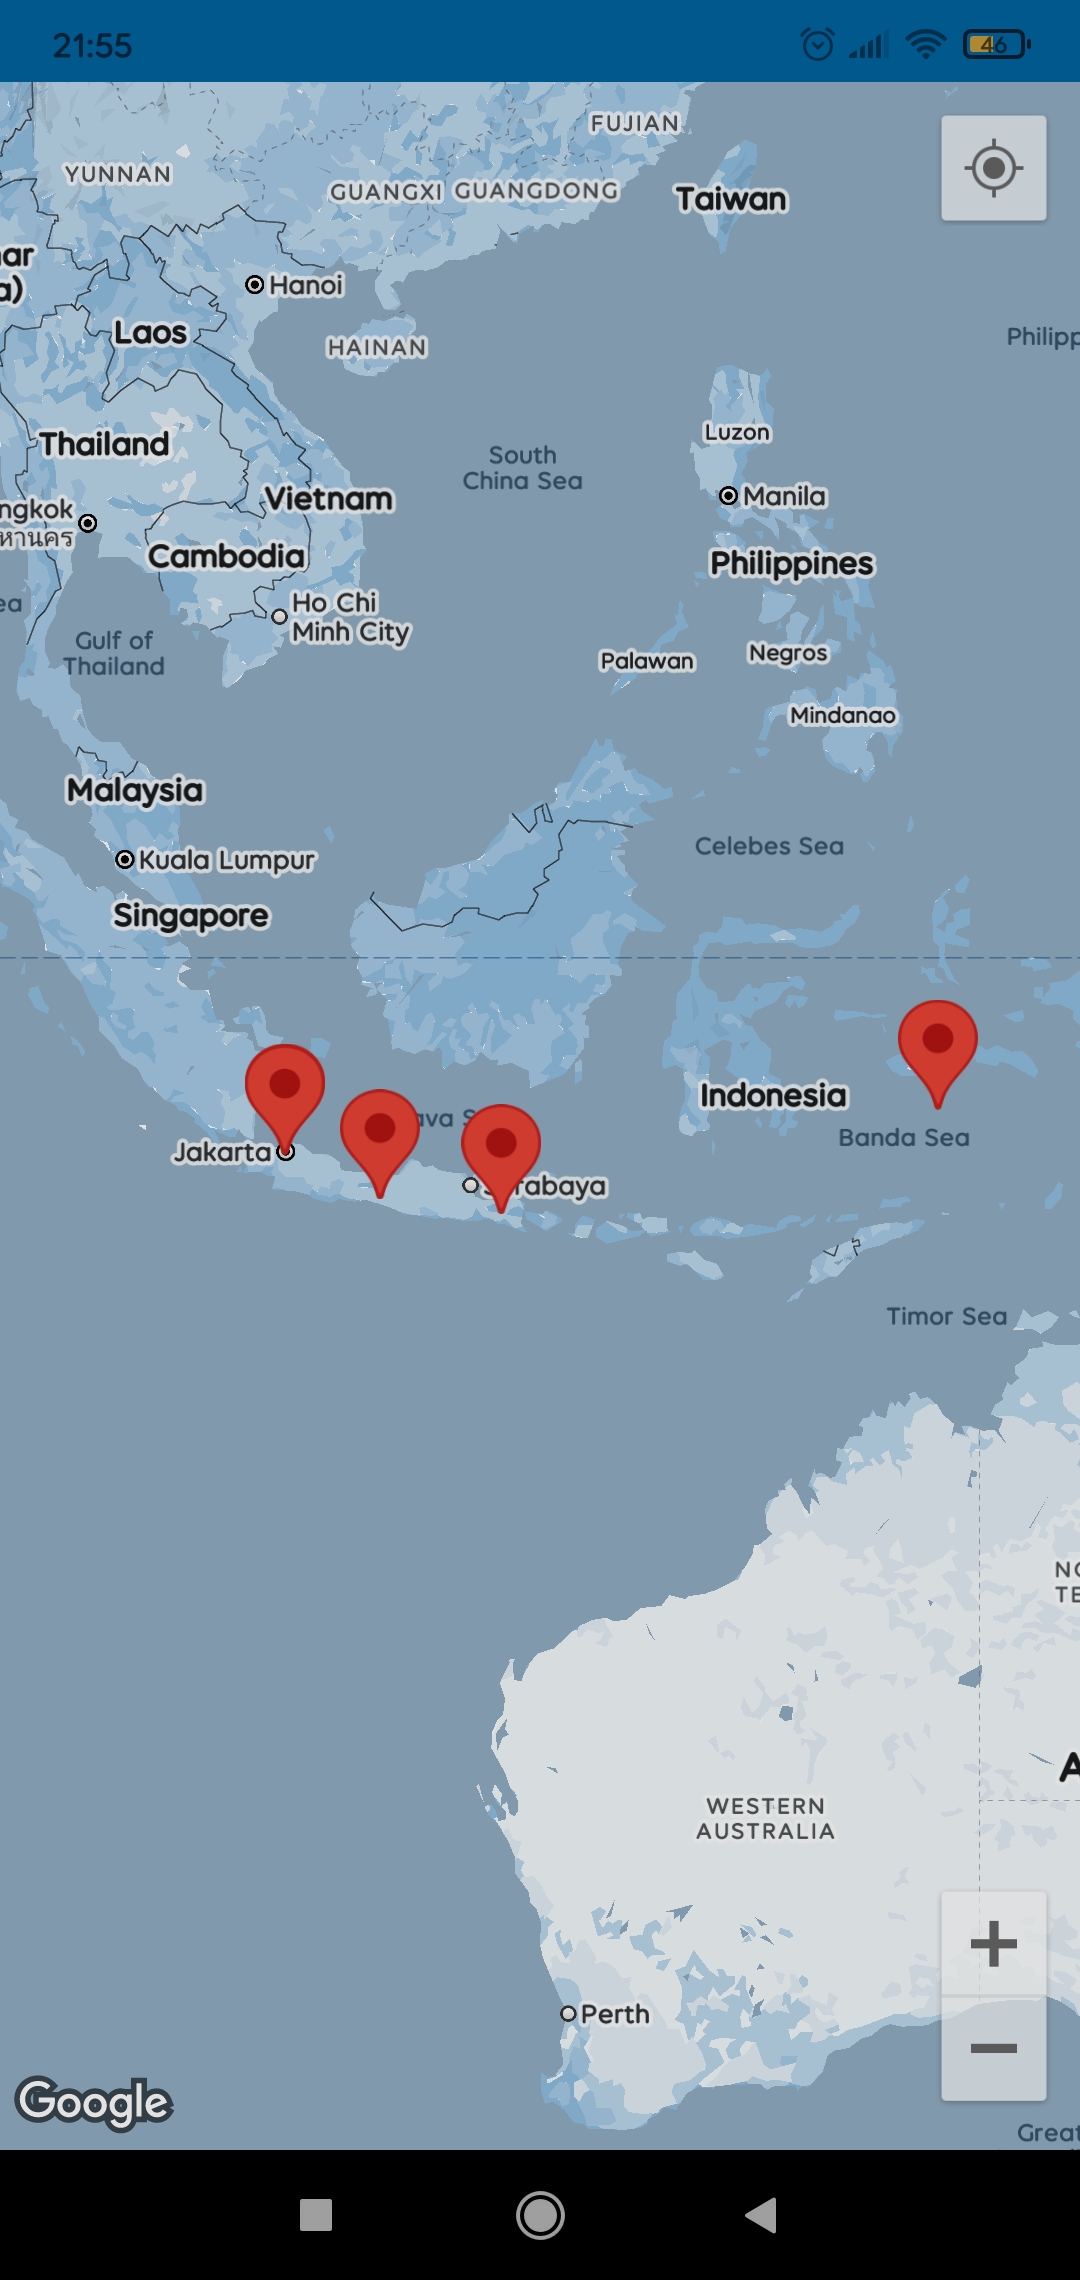 21:55
46
FUJIAN
YUNNAN
GUANGXI
GUANGDONG
Taiwan
ar
a)
Hanoi
Laos
HAINAN
Philipp
Luzon
Thailand
South
China Sea
Vietnam
Manila
ngkok
หานคร
Cambodia
Philippines
ea
Ho Chi
Minh City
Gulf of
Thailand
Palawan
Negros
Mindanao
Malaysia
Celebes Sea
Kuala Lumpur
Singapore
Indonesia
ava S
Banda Sea
Jakarta
rabaya
Timor Sea
NO
TE
A
WESTERN
AUSTRALIA
Perth
Google
Great